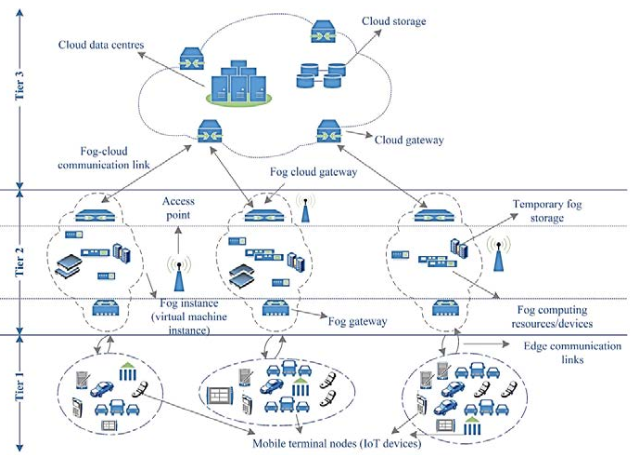 Tier 3
Cloud data centres
Cloud storage
Cloud gateway
Fog-cloud
communication link
Fog cloud gateway
Tier 2
Access
point
Temporary fog
storage
Fog instance
(virtual machine
instance)
Fog gateway
Fog computing
resources/devices
Tier 1
Edge communication
links
Mobile terminal nodes (IoT devices)